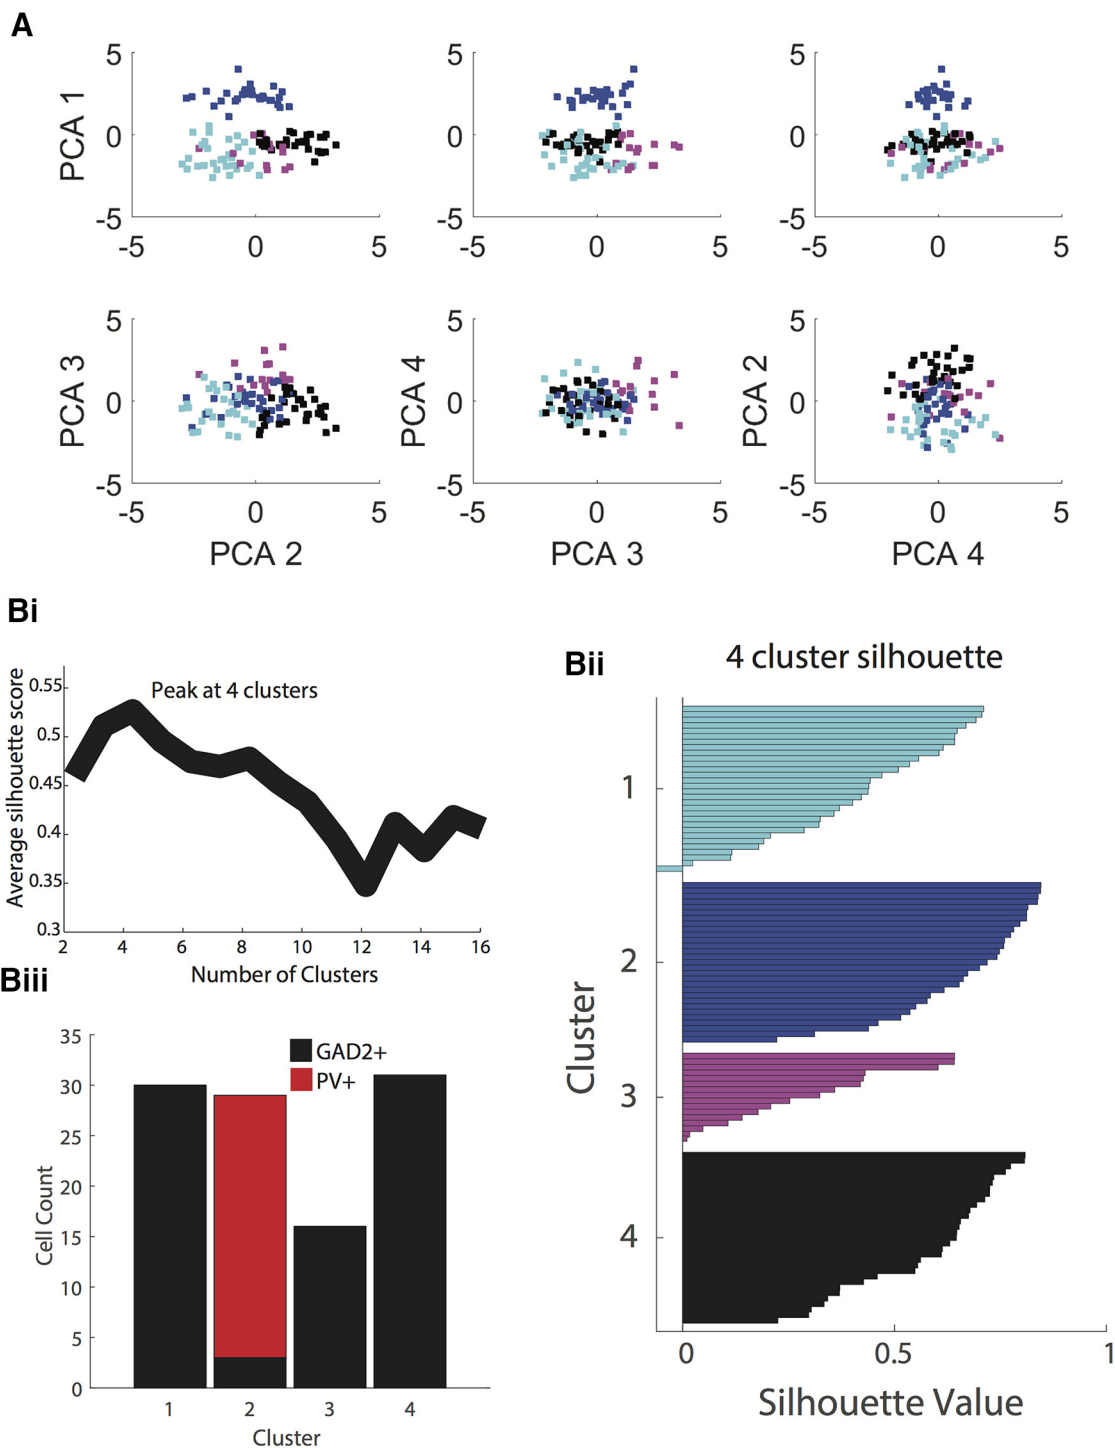 A
5
0
-5
PCA 1
-5 0 5
5
0
-5
-5 0 5
5
0
-5
-5 0 5
5
0
-5
PCA 3
-5 0 5
PCA 2
5
0
-5
PCA 4
-5 0 5
PCA 3
5
0
-5
PCA 2
-5 0 5
PCA 4
Bi
Peak at 4 clusters
Average silhouette score
0.55
0.5
0.45
0.4
0.35
0.3
2 4 6 8 10 12 14 16
Number of Clusters
Bii
4 cluster silhouette
Cluster
1
2
3
4
0 0.5 1
Silhouette Value
Biii
GAD2+
PV+
Cell Count
35
30
25
20
15
10
5
0
1 2 3 4
Cluster